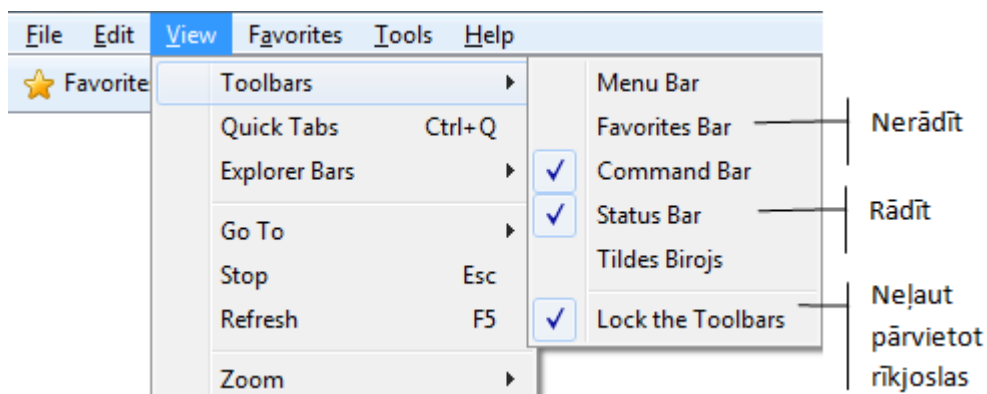 File Edit View Favorites Tools Help
Favorite
Toolbars
Quick Tabs Ctrl+Q
Explorer Bars
Go To
Stop Esc
Refresh F5
Zoom
Menu Bar
Favorites Bar
Command Bar
Status Bar
Tildes Birojs
Lock the Toolbars
Nerādīt
Rādīt
Neļaut
pārvietot
rīkjoslas